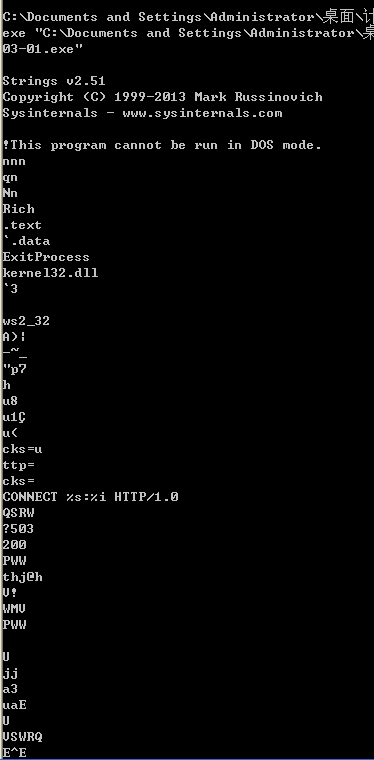 C:\Documents and Settings\Administrator\桌面\计
exe "C:\Documents and Settings\Administrator\桌
03-01.exe"
Strings v2.51
Copyright (C) 1999-2013 Mark Russinovich
Sysinternals - www.sysinternals.com
!This program cannot be run in DOS mode.
nnn
qn
Nn
Rich
.text
`.data
ExitProcess
kernel32.dll
`3
ws2_32
A)¦
-~_
"p7
h
u8
u1Ç
u<
cks=u
ttp=
cks=
CONNECT %s:%i HTTP/1.0
QSRW
?503
200
PWW
thj@h
V!
WMV
PWW
U
jj
a3
uaE
U
VSWRQ
E^E